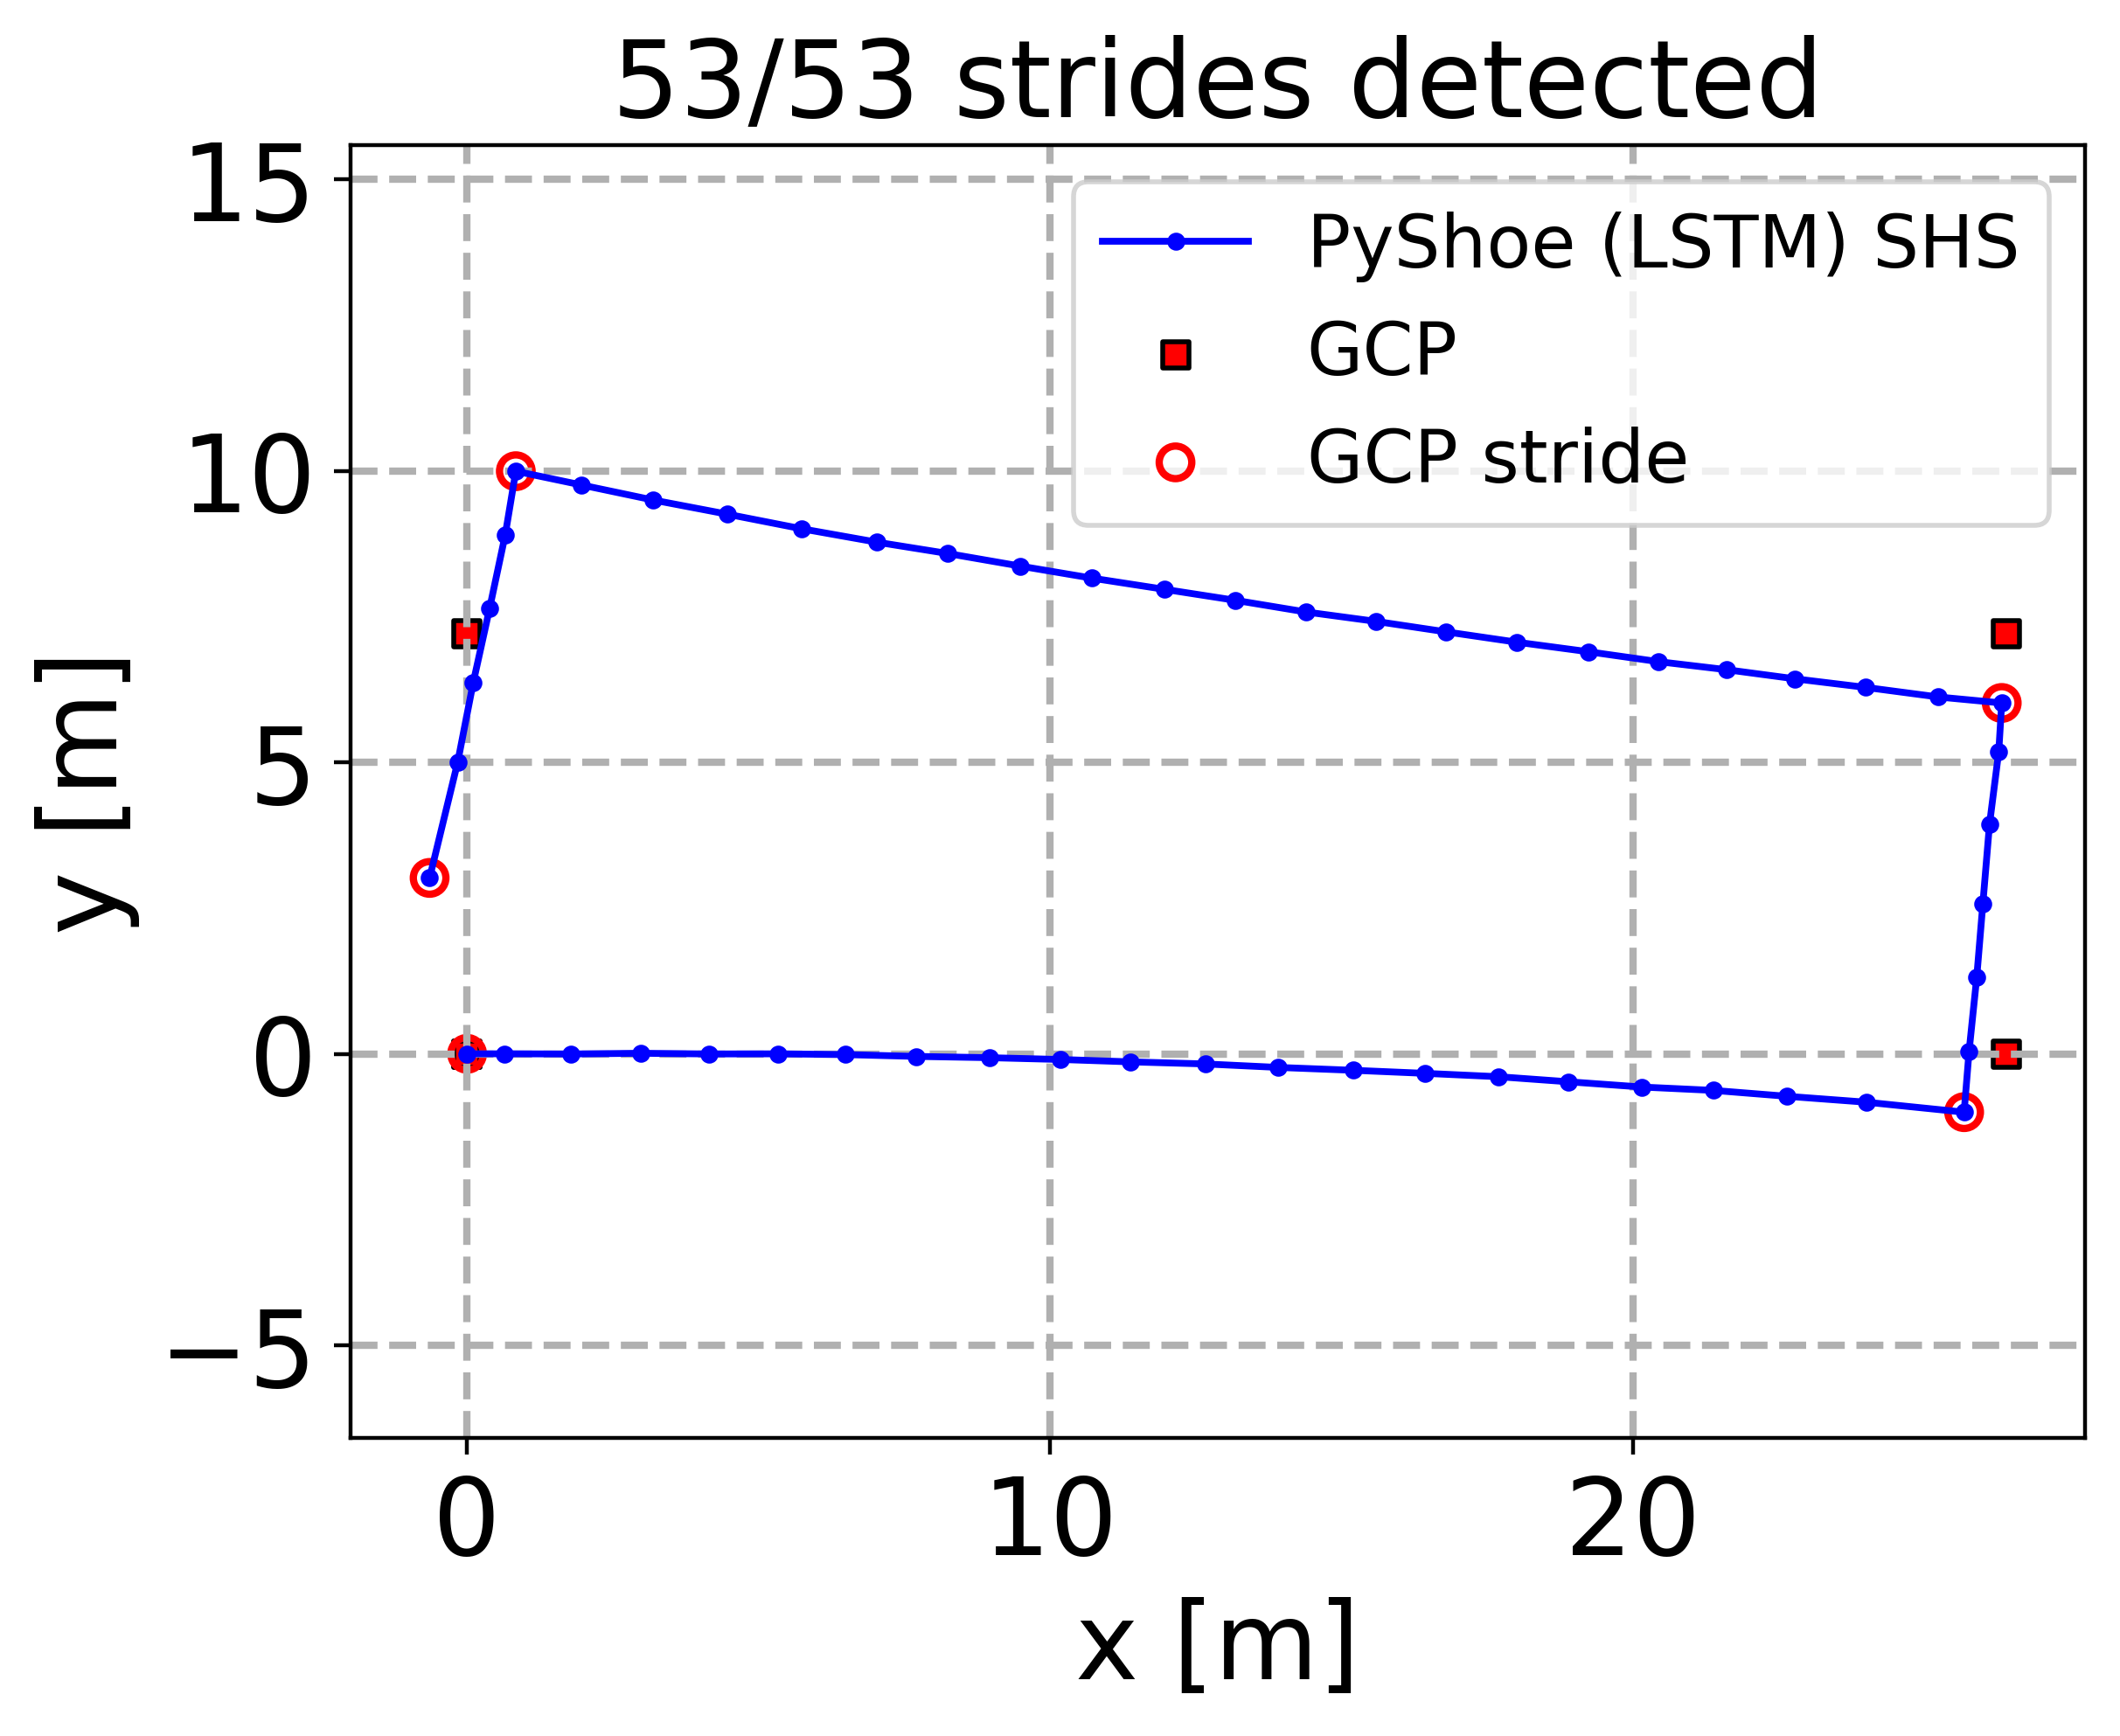 53/53 strides detected
15
10
5
0
−5
y [m]
PyShoe (LSTM) SHS
GCP
GCP stride
0 10 20
x [m]